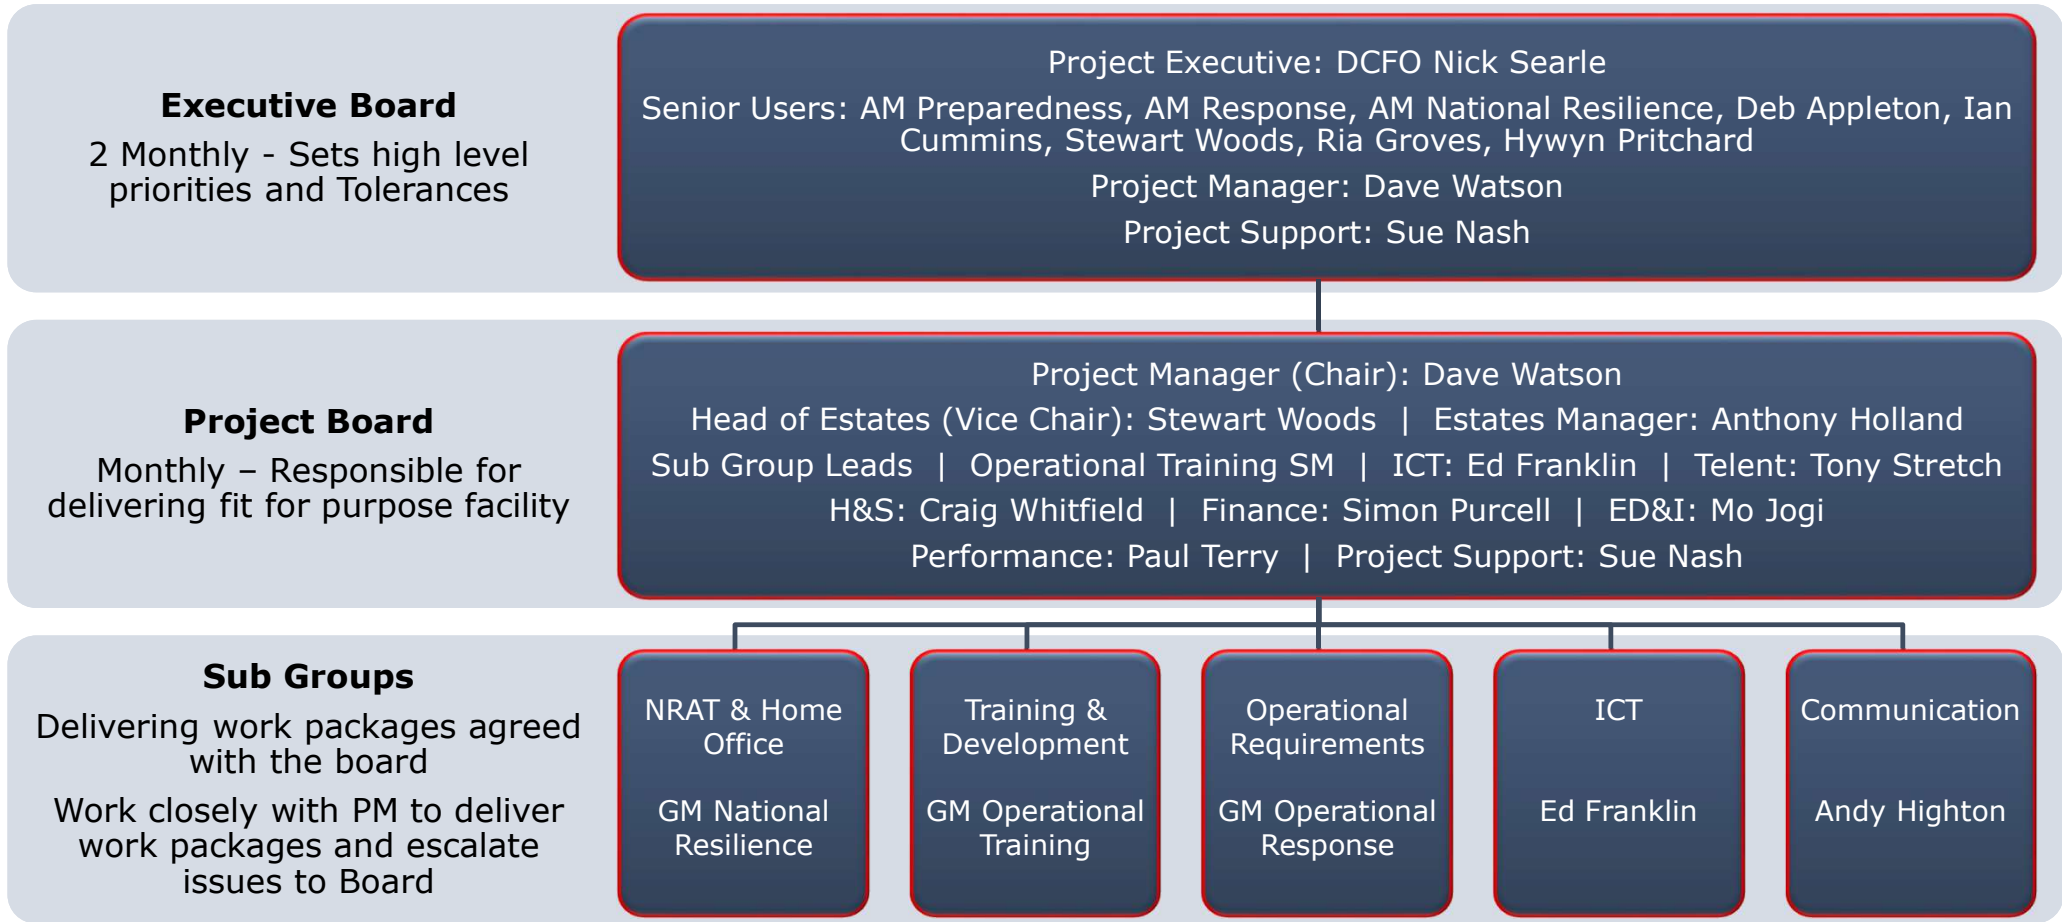 Executive Board
2 Monthly - Sets high level
priorities and Tolerances
Project Executive: DCFO Nick Searle
Senior Users: AM Preparedness, AM Response, AM National Resilience, Deb Appleton, Ian
Cummins, Stewart Woods, Ria Groves, Hywyn Pritchard
Project Manager: Dave Watson
Project Support: Sue Nash
Project Board
Monthly – Responsible for
delivering fit for purpose facility
Project Manager (Chair): Dave Watson
Head of Estates (Vice Chair): Stewart Woods | Estates Manager: Anthony Holland
Sub Group Leads | Operational Training SM | ICT: Ed Franklin | Telent: Tony Stretch
H&S: Craig Whitfield | Finance: Simon Purcell | ED&I: Mo Jogi
Performance: Paul Terry | Project Support: Sue Nash
Sub Groups
Delivering work packages agreed
with the board
Work closely with PM to deliver
work packages and escalate
issues to Board
NRAT & Home
Office
GM National
Resilience
Training &
Development
GM Operational
Training
Operational
Requirements
GM Operational
Response
ICT
Ed Franklin
Communication
Andy Highton